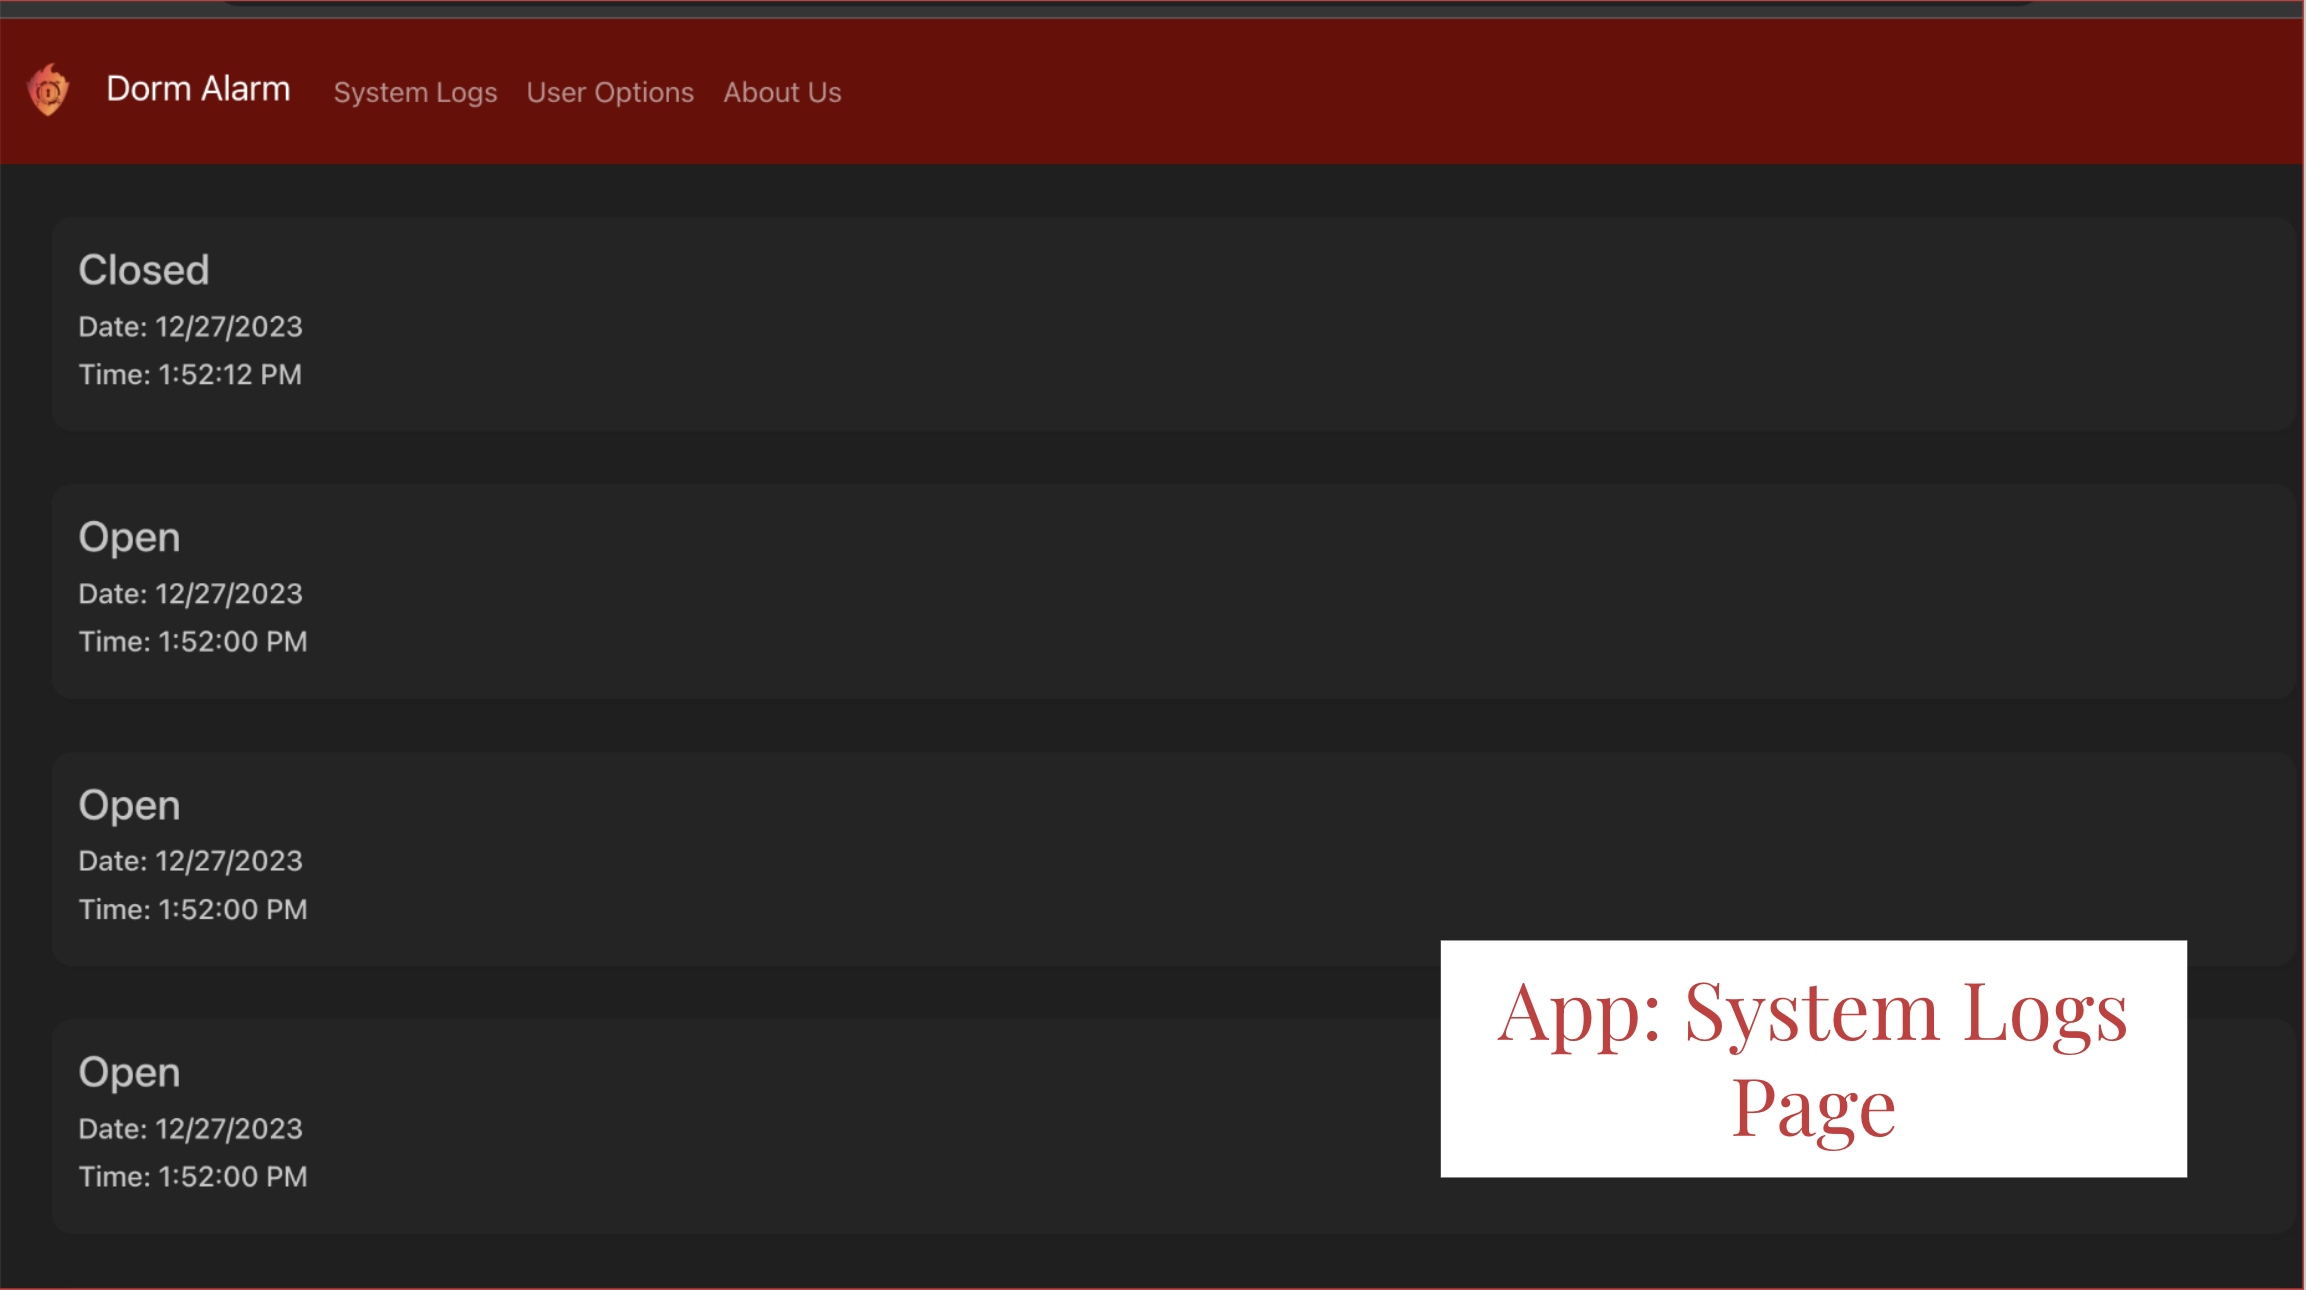 Dorm Alarm System Logs User Options About Us
Closed
Date: 12/27/2023
Time: 1:52:12 PM
Open
Date: 12/27/2023
Time: 1:52:00 PM
Open
Date: 12/27/2023
Time: 1:52:00 PM
Open
Date: 12/27/2023
Time: 1:52:00 PM
App: System Logs
Page